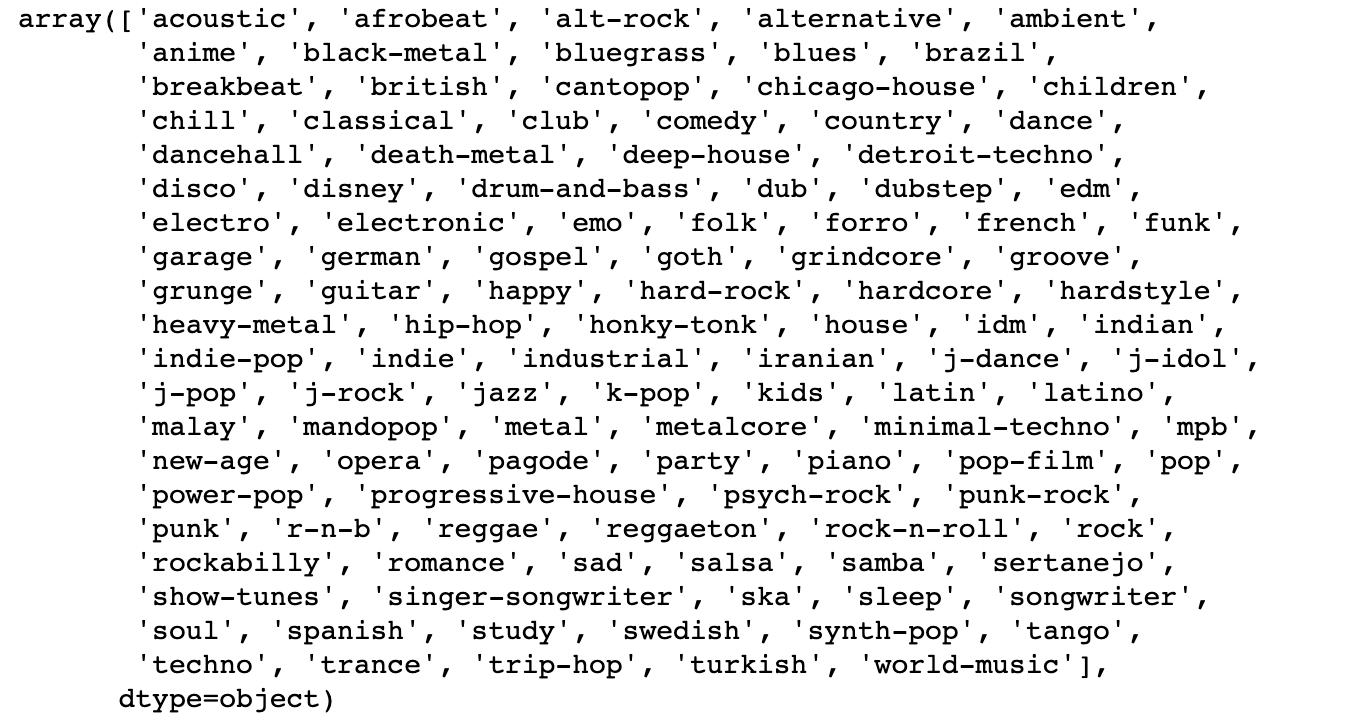 array(['acoustic', 'afrobeat', 'alt-rock', 'alternative', 'ambient',
'anime', 'black-metal', 'bluegrass', 'blues', 'brazil',
'breakbeat', 'british', 'cantopop', 'chicago-house', 'children',
'chill', 'classical', 'club', 'comedy', 'country', 'dance',
'dancehall', 'death-metal', 'deep-house', 'detroit-techno',
'disco', 'disney', 'drum-and-bass', 'dub', 'dubstep', 'edm',
'electro', 'electronic', 'emo', 'folk', 'forro', 'french', 'funk',
'garage', 'german', 'gospel', 'goth', 'grindcore', 'groove',
'grunge', 'guitar', 'happy', 'hard-rock', 'hardcore', 'hardstyle',
'heavy-metal', 'hip-hop', 'honky-tonk', 'house', 'idm', 'indian',
'indie-pop', 'indie', 'industrial', 'iranian', 'j-dance', 'j-idol',
'j-pop', 'j-rock', 'jazz', 'k-pop', 'kids', 'latin', 'latino',
'malay', 'mandopop', 'metal', 'metalcore', 'minimal-techno', 'mpb',
'new-age', 'opera', 'pagode', 'party', 'piano', 'pop-film', 'pop',
'power-pop', 'progressive-house', 'psych-rock', 'punk-rock',
'punk', 'r-n-b', 'reggae', 'reggaeton', 'rock-n-roll', 'rock',
'rockabilly', 'romance', 'sad', 'salsa', 'samba', 'sertanejo',
'show-tunes', 'singer-songwriter', 'ska', 'sleep', 'songwriter',
'soul', 'spanish', 'study', 'swedish', 'synth-pop', 'tango',
'techno', 'trance', 'trip-hop', 'turkish', 'world-music'],
dtype=object)